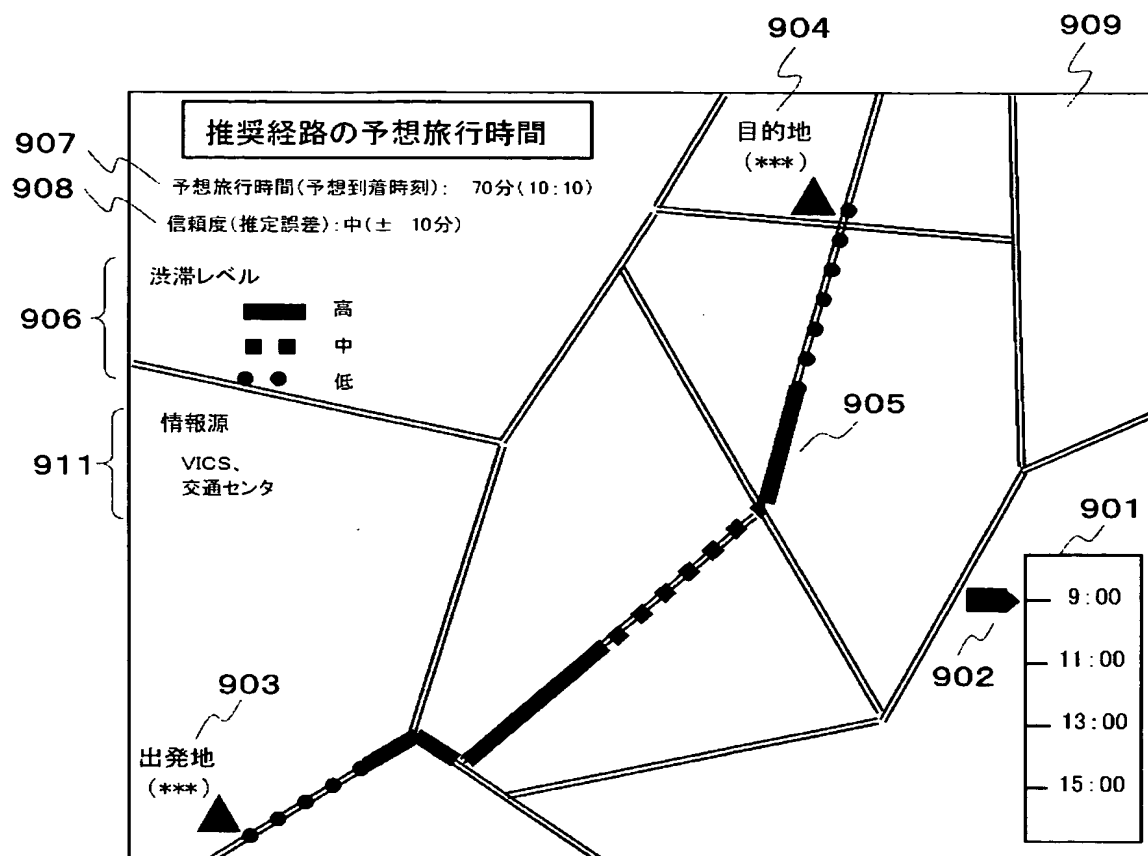 904
909
推奨経路の予想旅行時間
目的地
(***)
907
予想旅行時間(予想到着時刻): 70分(10:10)
908
信頼度(推定誤差):中(± 10分)
渋滞レベル
906
高
中
低
905
情報源
911
VICS、
交通センタ
901
9:00
902
11:00
903
13:00
出発地
(***)
15:00